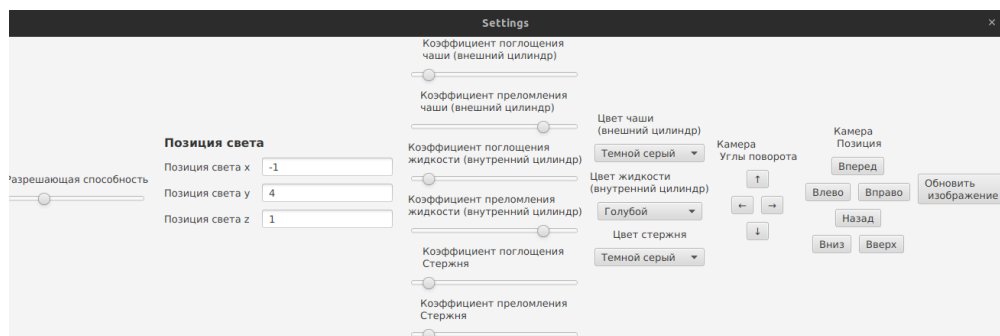 Settings
×
Разрешающая способность
Позиция света
Позиция света x -1
Позиция света y 4
Позиция света z 1
Коэффициент поглощения
чаши (внешний цилиндр)
Коэффициент преломления
чаши (внешний цилиндр)
Коэффициент поглощения
жидкости (внутренний цилиндр)
Коэффициент преломления
жидкости (внутренний цилиндр)
Коэффициент поглощения
Стержня
Коэффициент преломления
Стержня
Цвет чаши
(внешний цилиндр)
Темной серый
Цвет жидкости
(внутренний цилиндр)
Голубой
Цвет стержня
Темной серый
Камера
Углы поворота
↑
← →
↓
Камера
Позиция
Вперед
Влево Вправо
Назад
Вниз Вверх
Обновить
изображение